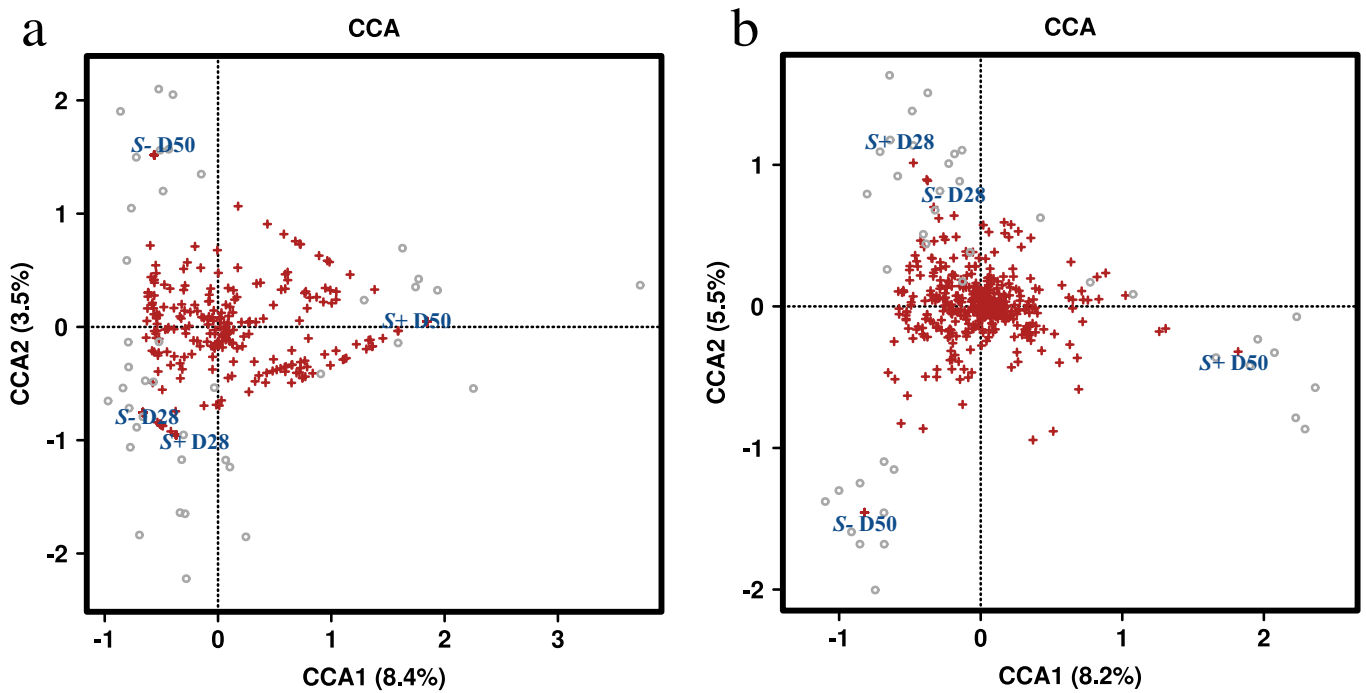 a
CCA
CCA2 (3.5%)
2
1
0
-1
-2
S- D50
S+ D50
S- D28
S+ D28
-1 0 1 2 3
CCA1 (8.4%)
b
CCA
CCA2 (5.5%)
1
0
-1
-2
S+ D28
S- D28
S+ D50
S- D50
-1 0 1 2
CCA1 (8.2%)